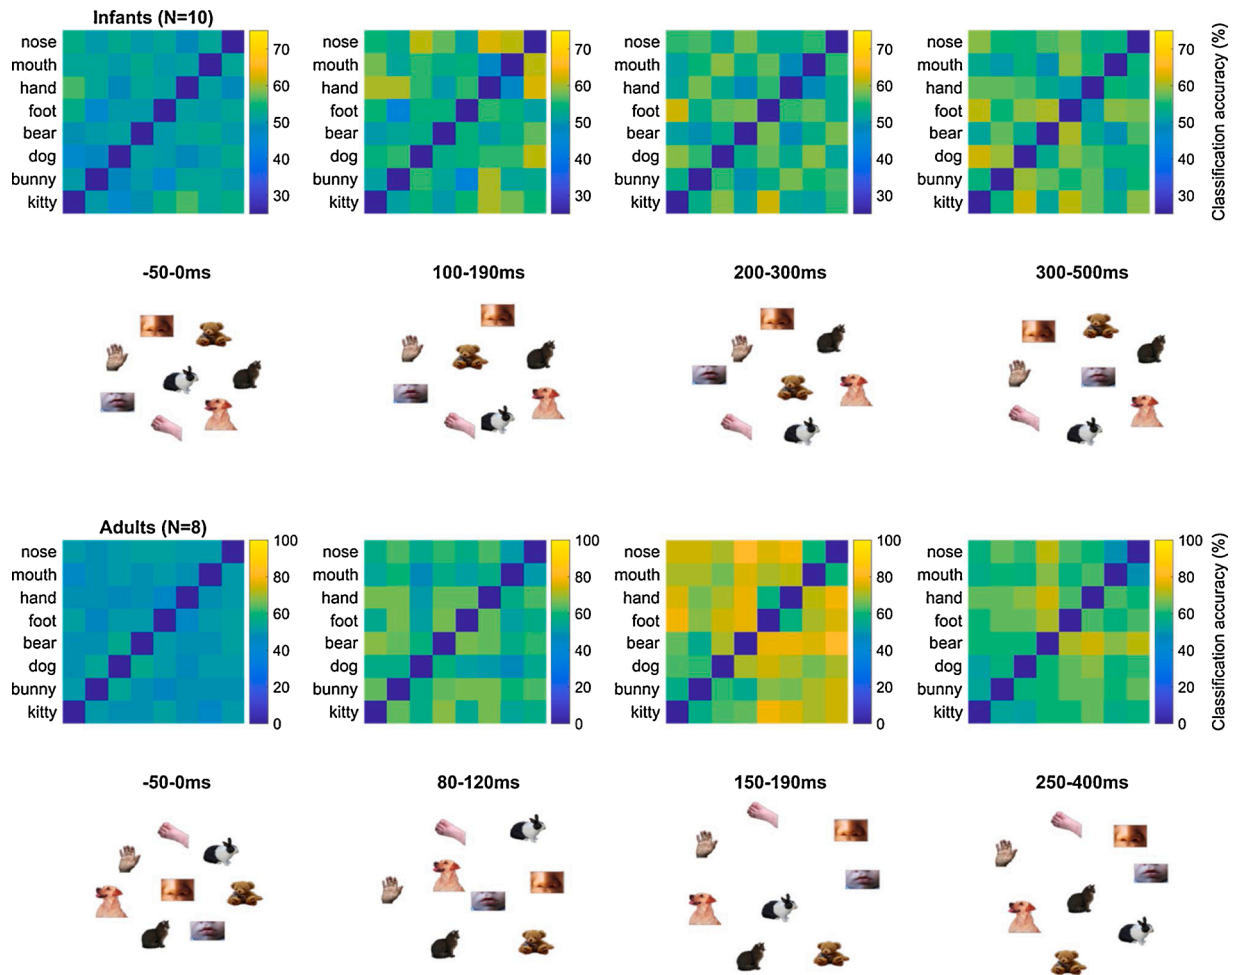 Infants (N=10)
nose
mouth
hand
foot
bear
dog
bunny
kitty
70
60
50
40
30
nose
mouth
hand
foot
bear
dog
bunny
kitty
70
60
50
40
30
nose
mouth
hand
foot
bear
dog
bunny
kitty
70
60
50
40
30
nose
mouth
hand
foot
bear
dog
bunny
kitty
70
60
50
40
30
Classification accuracy (%)
-50-0ms
100-190ms
200-300ms
300-500ms
Adults (N=8)
nose
mouth
hand
foot
bear
dog
bunny
kitty
100
80
60
40
20
0
nose
mouth
hand
foot
bear
dog
bunny
kitty
100
80
60
40
20
0
nose
mouth
hand
foot
bear
dog
bunny
kitty
100
80
60
40
20
0
nose
mouth
hand
foot
bear
dog
bunny
kitty
100
80
60
40
20
0
Classification accuracy (%)
-50-0ms
80-120ms
150-190ms
250-400ms